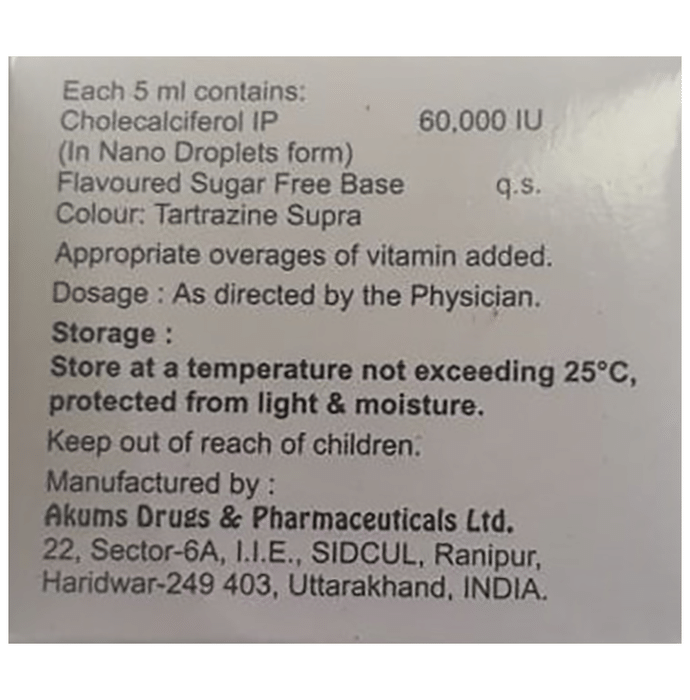 Each 5 ml contains:
Cholecalciferol IP 60,000 IU
(In Nano Droplets form)
Flavoured Sugar Free Base q.s.
Colour: Tartrazine Supra
Appropriate overages of vitamin added.
Dosage : As directed by the Physician.
Storage :
Store at a temperature not exceeding 25°C,
protected from light & moisture.
Keep out of reach of children.
Manufactured by :
Akums Drugs & Pharmaceuticals Ltd.
22, Sector-6A, I.I.E., SIDCUL, Ranipur,
Haridwar-249 403, Uttarakhand, INDIA.